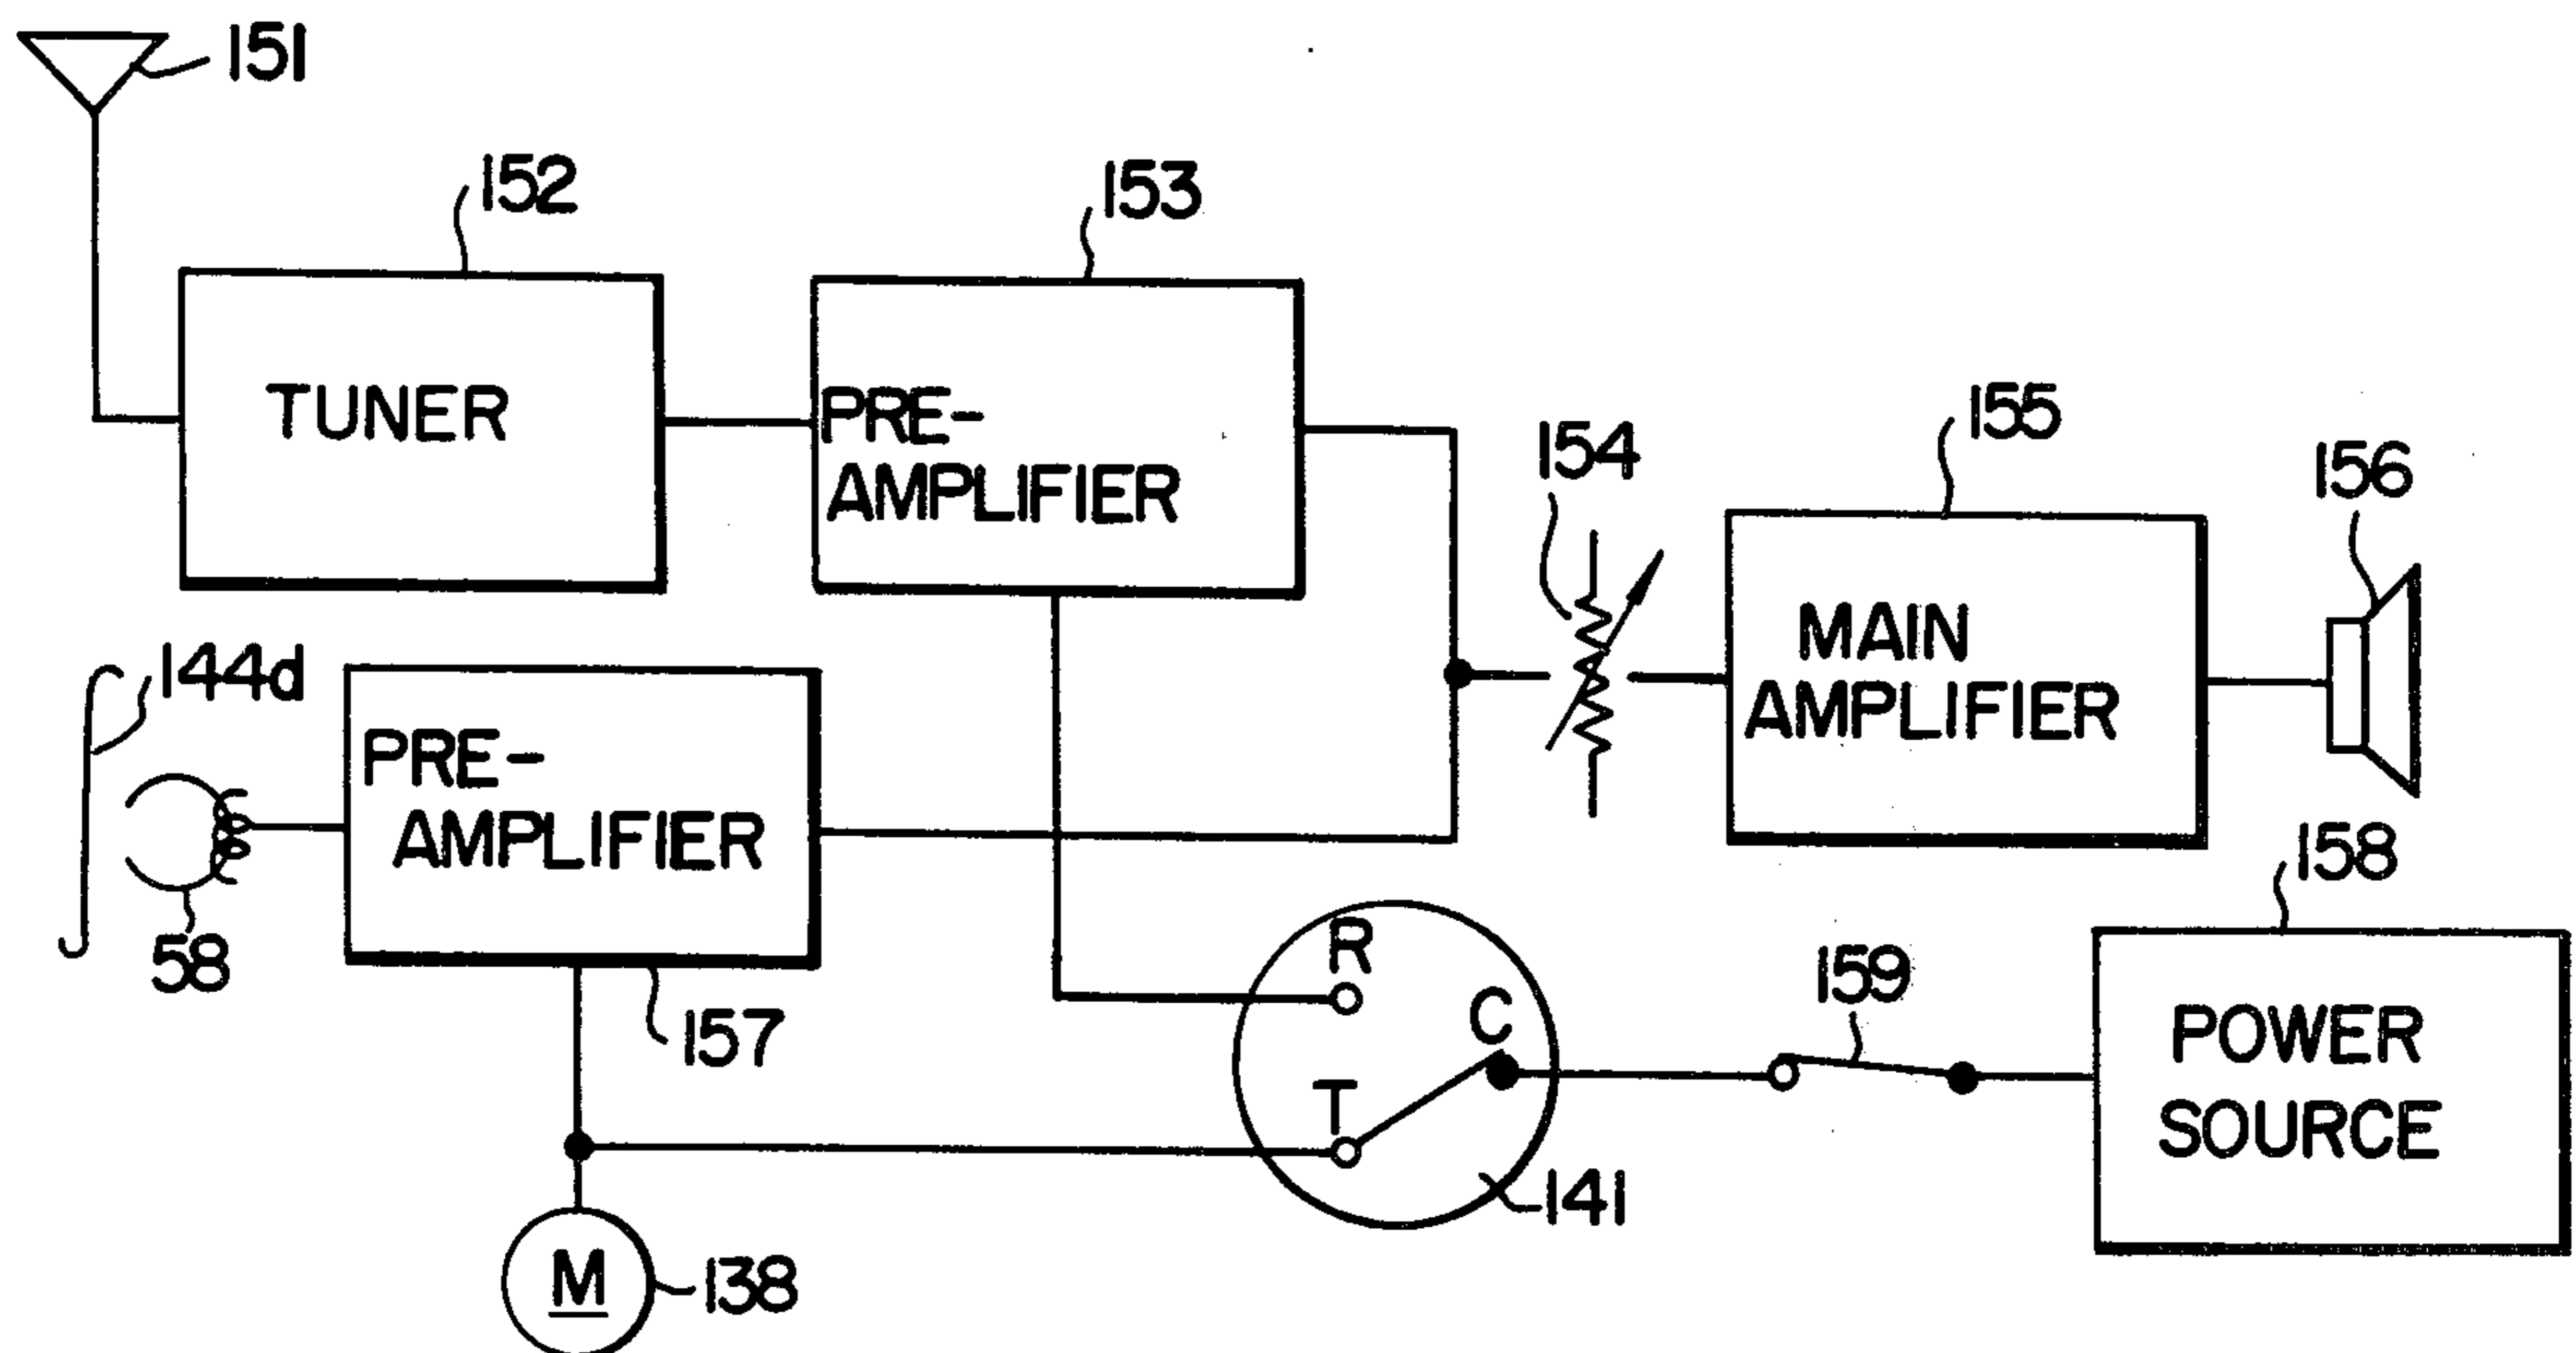 151
152
153
TUNER
PRE-
AMPLIFIER
154
155
156
MAIN
AMPLIFIER
144d
PRE-
AMPLIFIER
58
157
158
R
C
T
159
141
POWER
SOURCE
M
138